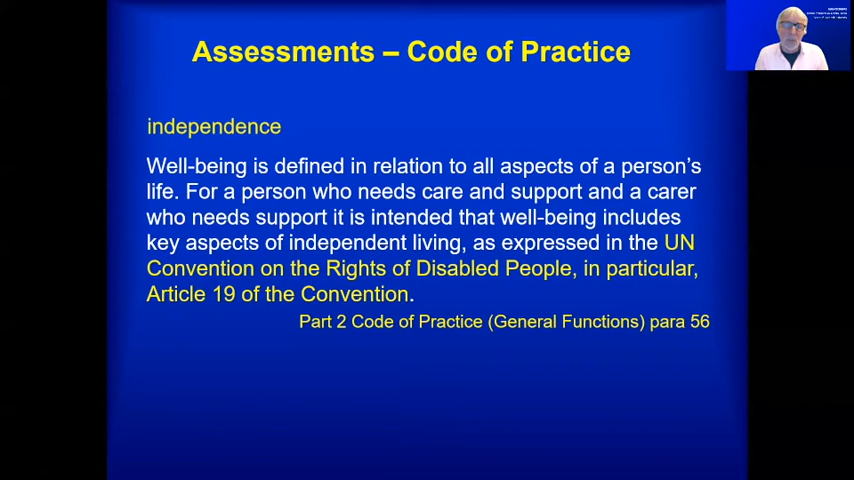 Assessments – Code of Practice
independence
Well-being is defined in relation to all aspects of a person's
life. For a person who needs care and support and a carer
who needs support it is intended that well-being includes
key aspects of independent living, as expressed in the UN
Convention on the Rights of Disabled People, in particular,
Article 19 of the Convention.
Part 2 Code of Practice (General Functions) para 56